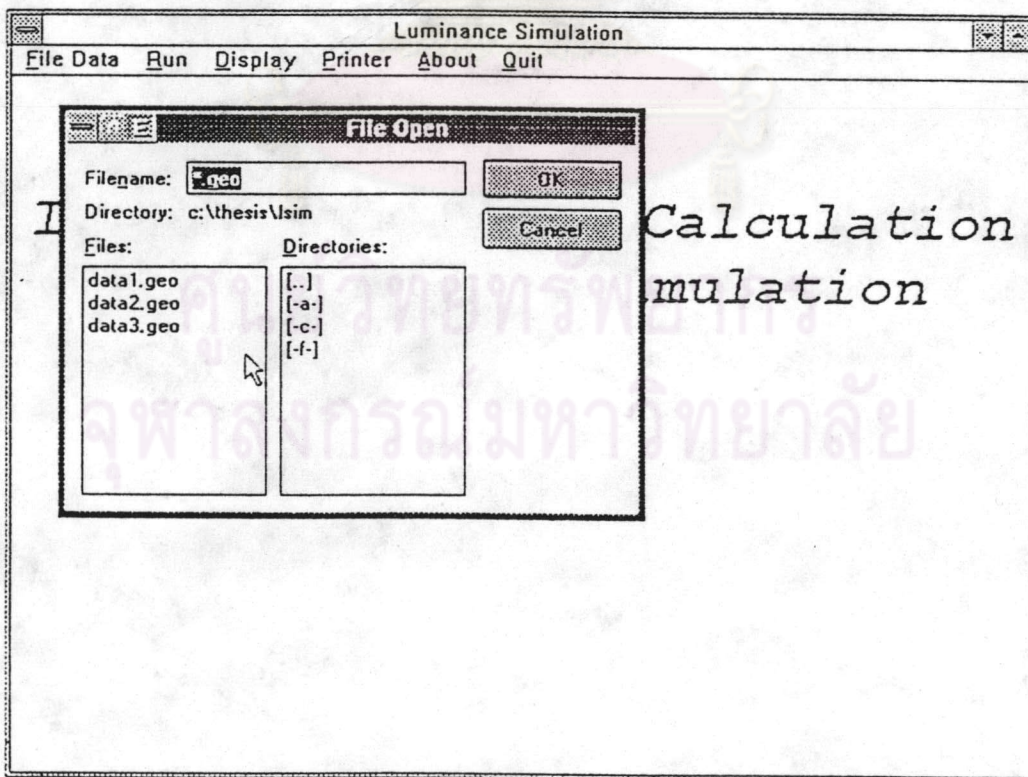 Luminance Simulation
File Data Run Display Printer About Quit
File Open
Filename: *.geo
OK
Directory: c:\thesis\lsim
Cancel
Calculation
Files:
Directories:
mulation
data1.geo
data2.geo
data3.geo
[..]
[-a-]
[-c-]
[-f-]
ศูนย์วิทยทรัพยากร
จุฬาลงกรณ์มหาวิทยาลัย